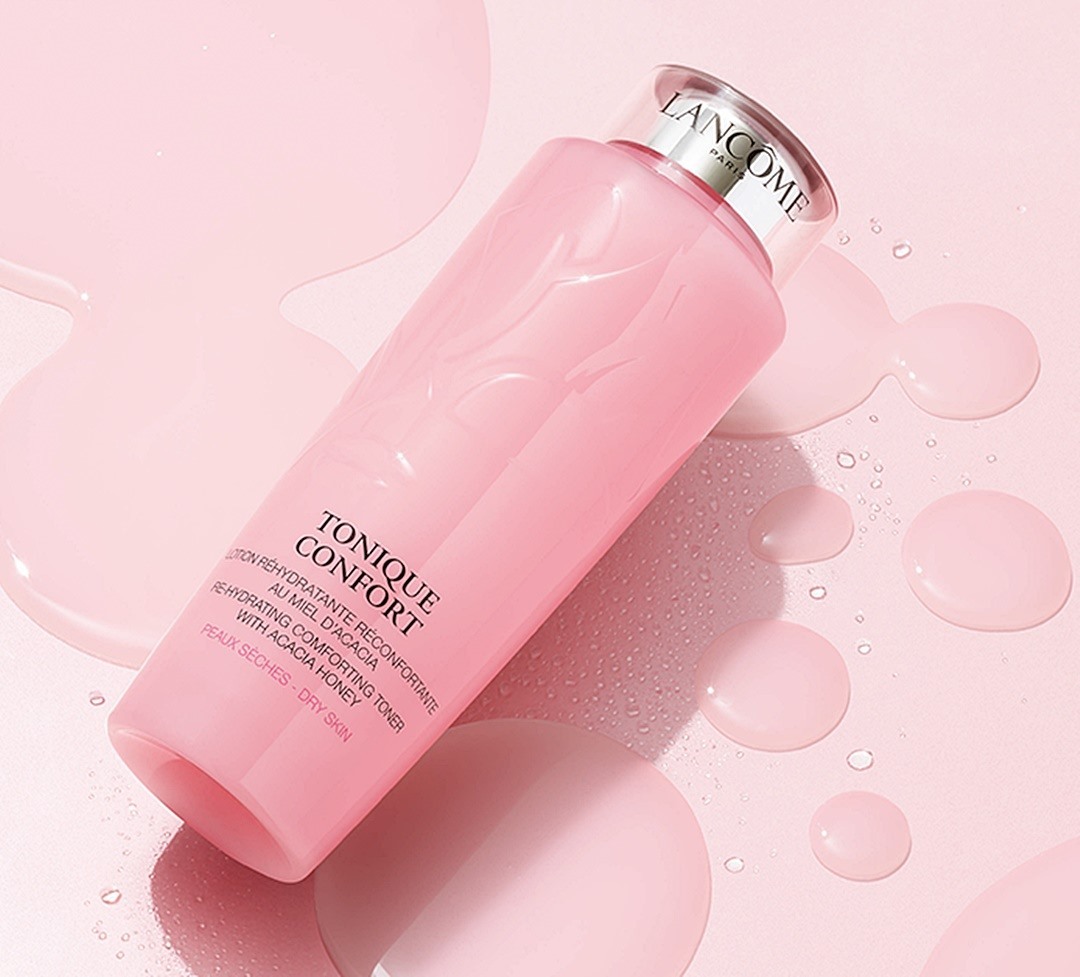 LANCÔME
PARIS
TONIQUE
CONFORT
LOTION RÉHYDRATANTE RÉCONFORTANTE
AU MIEL D'ACACIA
RE-HYDRATING COMFORTING TONER
WITH ACACIA HONEY
PEAUX SÈCHES - DRY SKIN